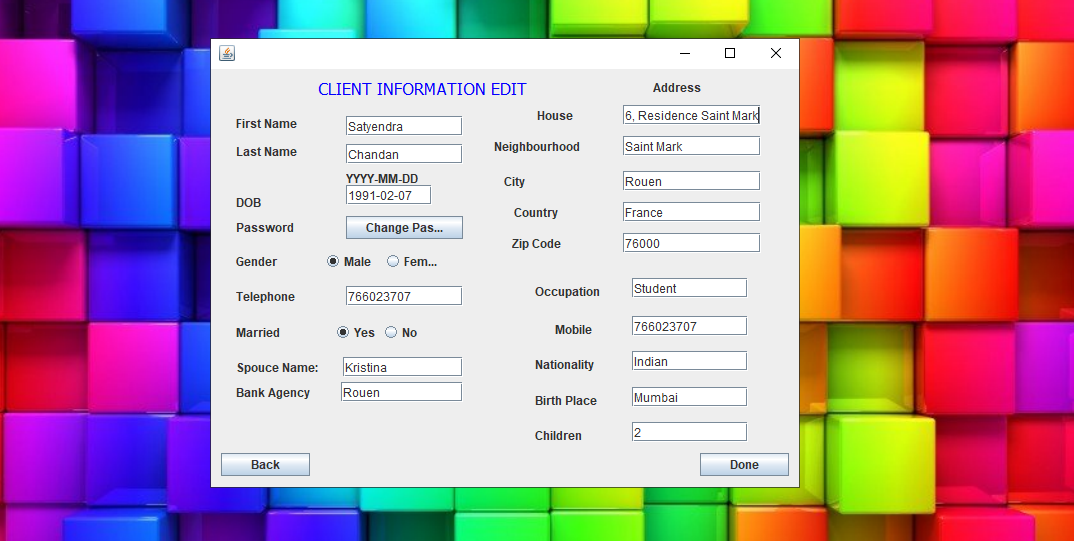 CLIENT INFORMATION EDIT
First Name Satyendra
Last Name Chandan
YYYY-MM-DD
DOB 1991-02-07
Password Change Pas...
Gender Male Fem...
Telephone 766023707
Married Yes No
Spouce Name: Kristina
Bank Agency Rouen
Back
Address
House 6, Residence Saint Mark
Neighbourhood Saint Mark
City Rouen
Country France
Zip Code 76000
Occupation Student
Mobile 766023707
Nationality Indian
Birth Place Mumbai
Children 2
Done